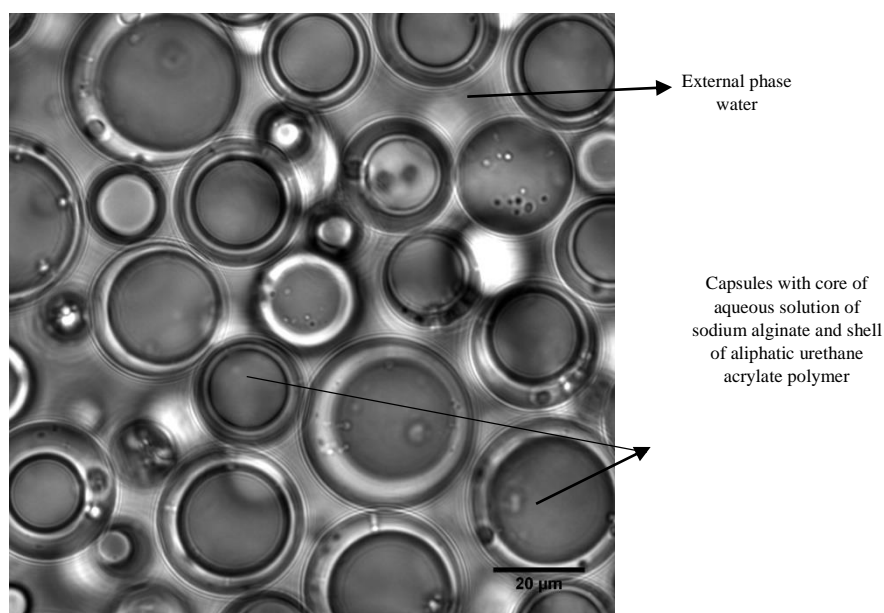 External phase
water
Capsules with core of
aqueous solution of
sodium alginate and shell
of aliphatic urethane
acrylate polymer
20 μm